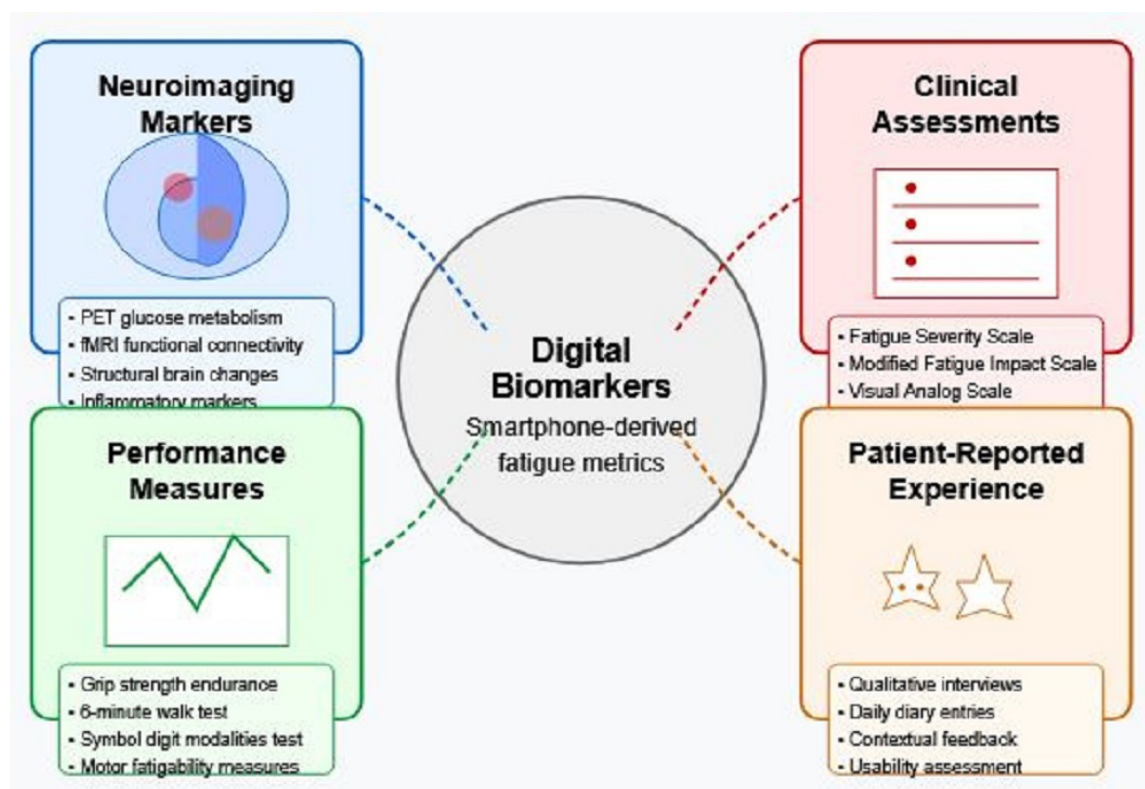 Neuroimaging
Markers
- PET glucose metabolism
- fMRI functional connectivity
- Structural brain changes
- Inflammatory markers
Clinical
Assessments
- Fatigue Severity Scale
- Modified Fatigue Impact Scale
- Visual Analog Scale
Digital
Biomarkers
Smartphone-derived
fatigue metrics
Performance
Measures
- Grip strength endurance
- 6-minute walk test
- Symbol digit modalities test
- Motor fatigability measures
Patient-Reported
Experience
- Qualitative interviews
- Daily diary entries
- Contextual feedback
- Usability assessment